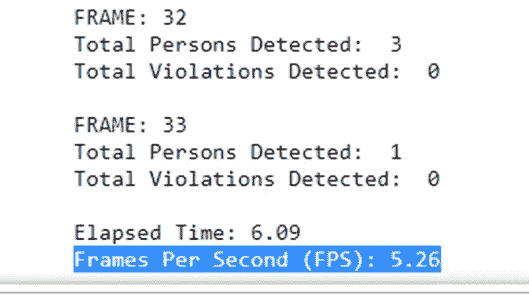 FRAME: 32
Total Persons Detected:  3
Total Violations Detected:  0
FRAME: 33
Total Persons Detected:  1
Total Violations Detected:  0
Elapsed Time: 6.09
Frames Per Second (FPS): 5.26